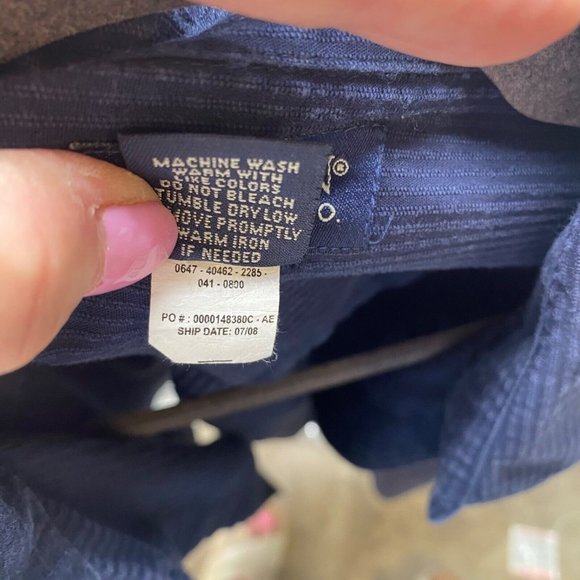 MACHINE WASH
WARM WITH
LIKE COLORS
DO NOT BLEACH
TUMBLE DRY LOW
MOVE PROMPTLY
WARM IRON
IF NEEDED
0647 - 40462 - 2285 -
041 - 0800
PO # : 0000148380C - AE
SHIP DATE: 07/08